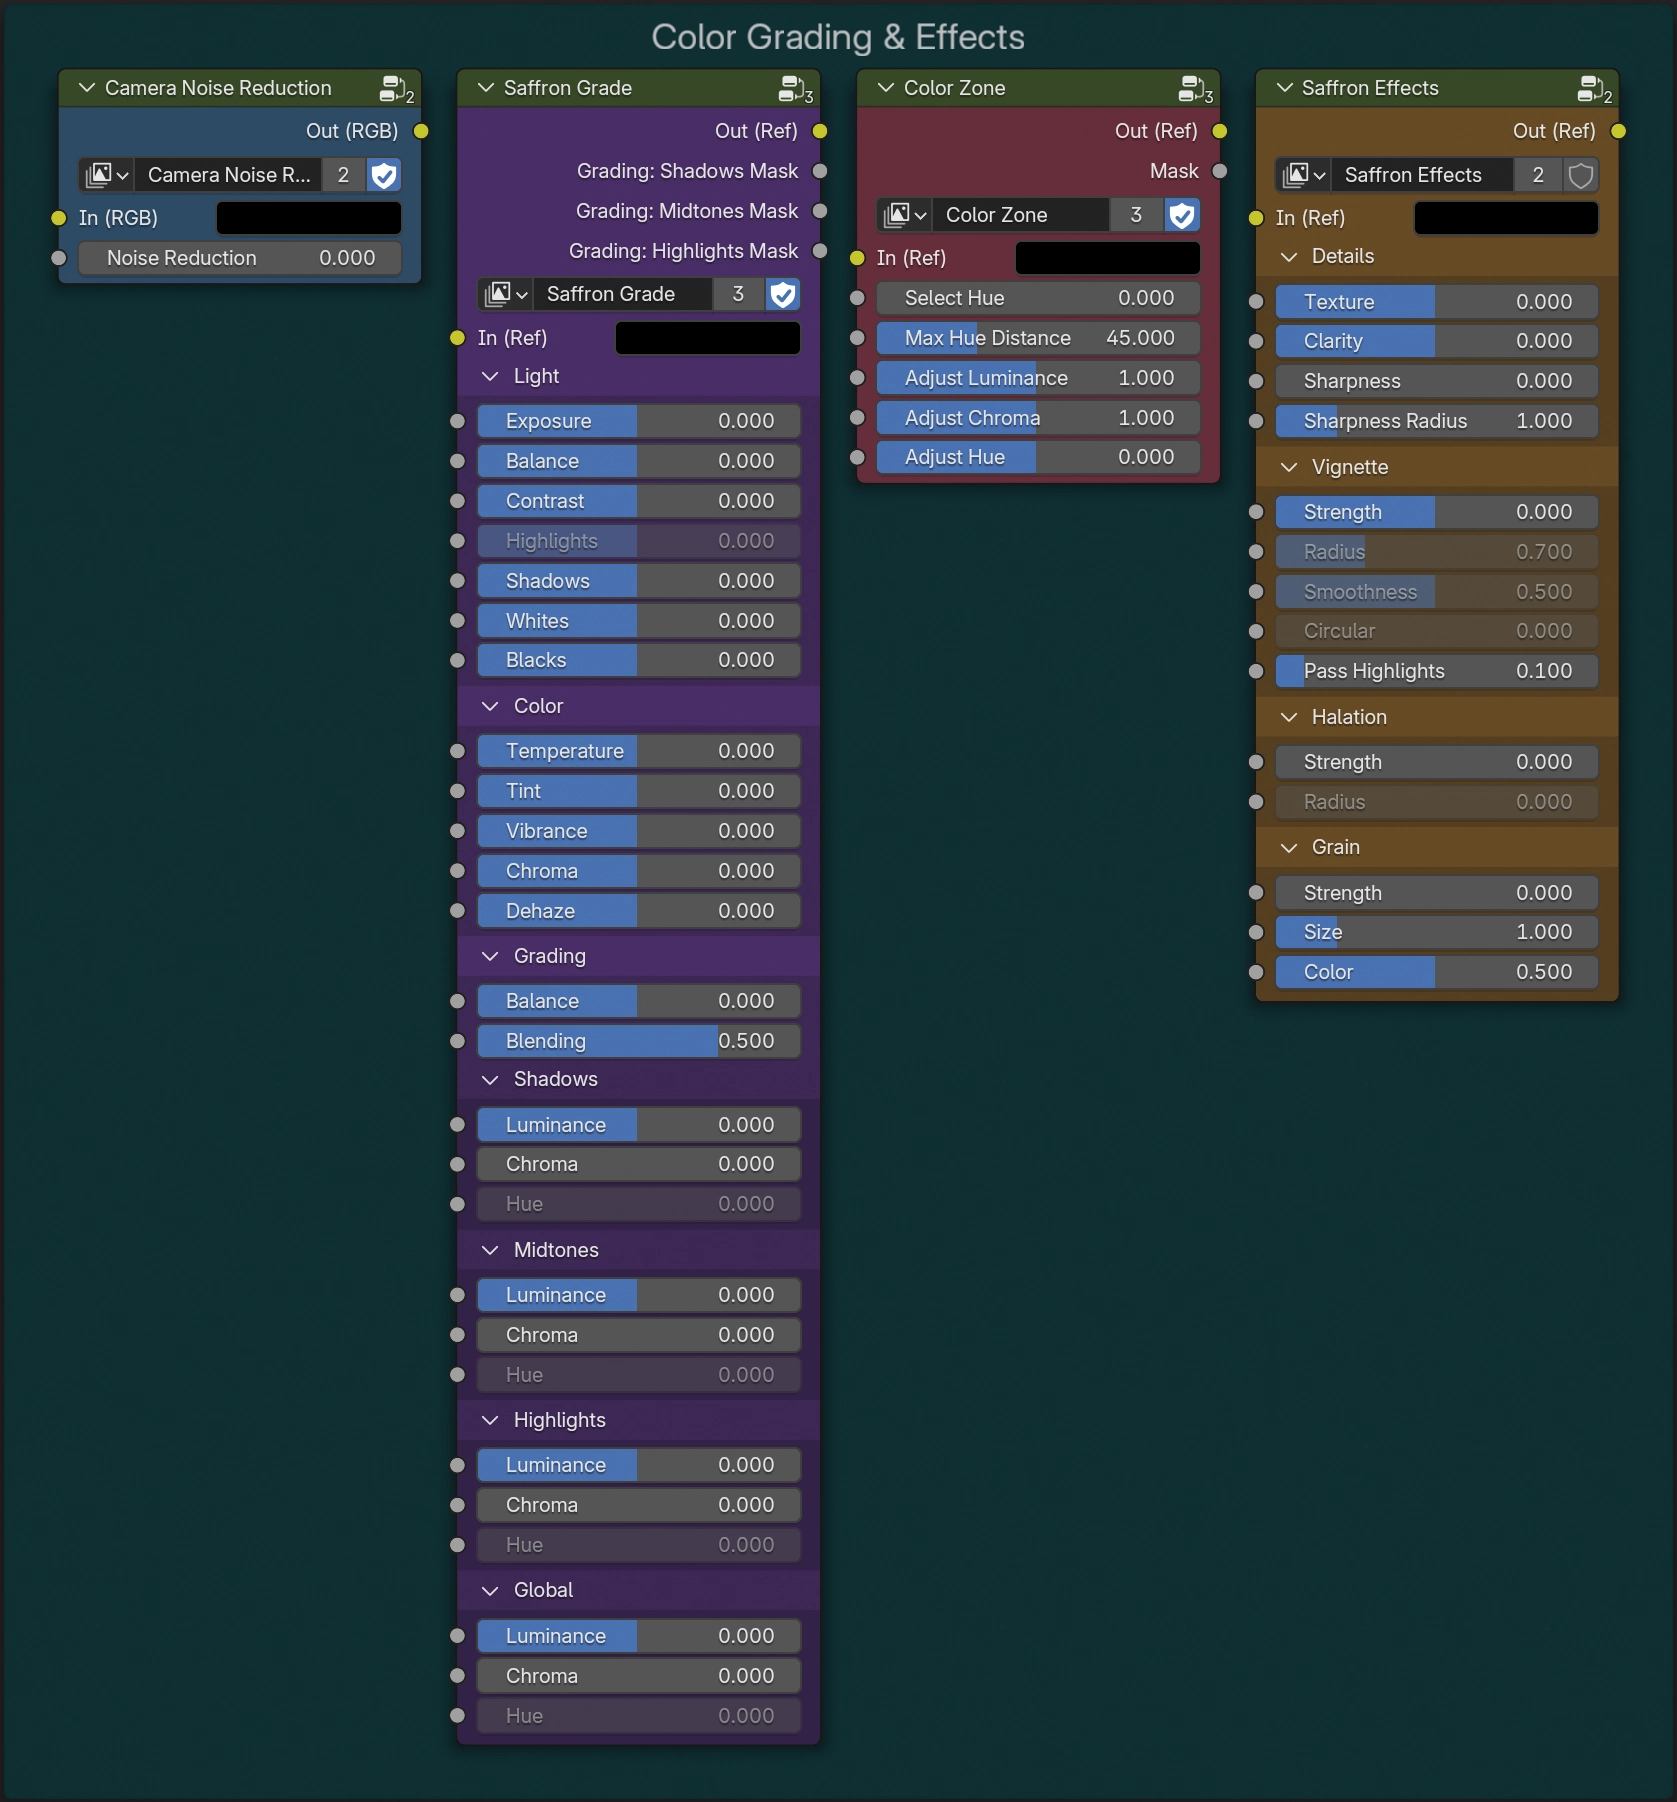 Color Grading & Effects
Camera Noise Reduction 2
Out (RGB)
Camera Noise R... 2
In (RGB)
Noise Reduction 0.000
Saffron Grade 3
Out (Ref)
Grading: Shadows Mask
Grading: Midtones Mask
Grading: Highlights Mask
Saffron Grade 3
In (Ref)
Light
Exposure 0.000
Balance 0.000
Contrast 0.000
Highlights 0.000
Shadows 0.000
Whites 0.000
Blacks 0.000
Color
Temperature 0.000
Tint 0.000
Vibrance 0.000
Chroma 0.000
Dehaze 0.000
Grading
Balance 0.000
Blending 0.500
Shadows
Luminance 0.000
Chroma 0.000
Hue 0.000
Midtones
Luminance 0.000
Chroma 0.000
Hue 0.000
Highlights
Luminance 0.000
Chroma 0.000
Hue 0.000
Global
Luminance 0.000
Chroma 0.000
Hue 0.000
Color Zone 3
Out (Ref)
Mask
Color Zone 3
In (Ref)
Select Hue 0.000
Max Hue Distance 45.000
Adjust Luminance 1.000
Adjust Chroma 1.000
Adjust Hue 0.000
Saffron Effects 2
Out (Ref)
Saffron Effects 2
In (Ref)
Details
Texture 0.000
Clarity 0.000
Sharpness 0.000
Sharpness Radius 1.000
Vignette
Strength 0.000
Radius 0.700
Smoothness 0.500
Circular 0.000
Pass Highlights 0.100
Halation
Strength 0.000
Radius 0.000
Grain
Strength 0.000
Size 1.000
Color 0.500